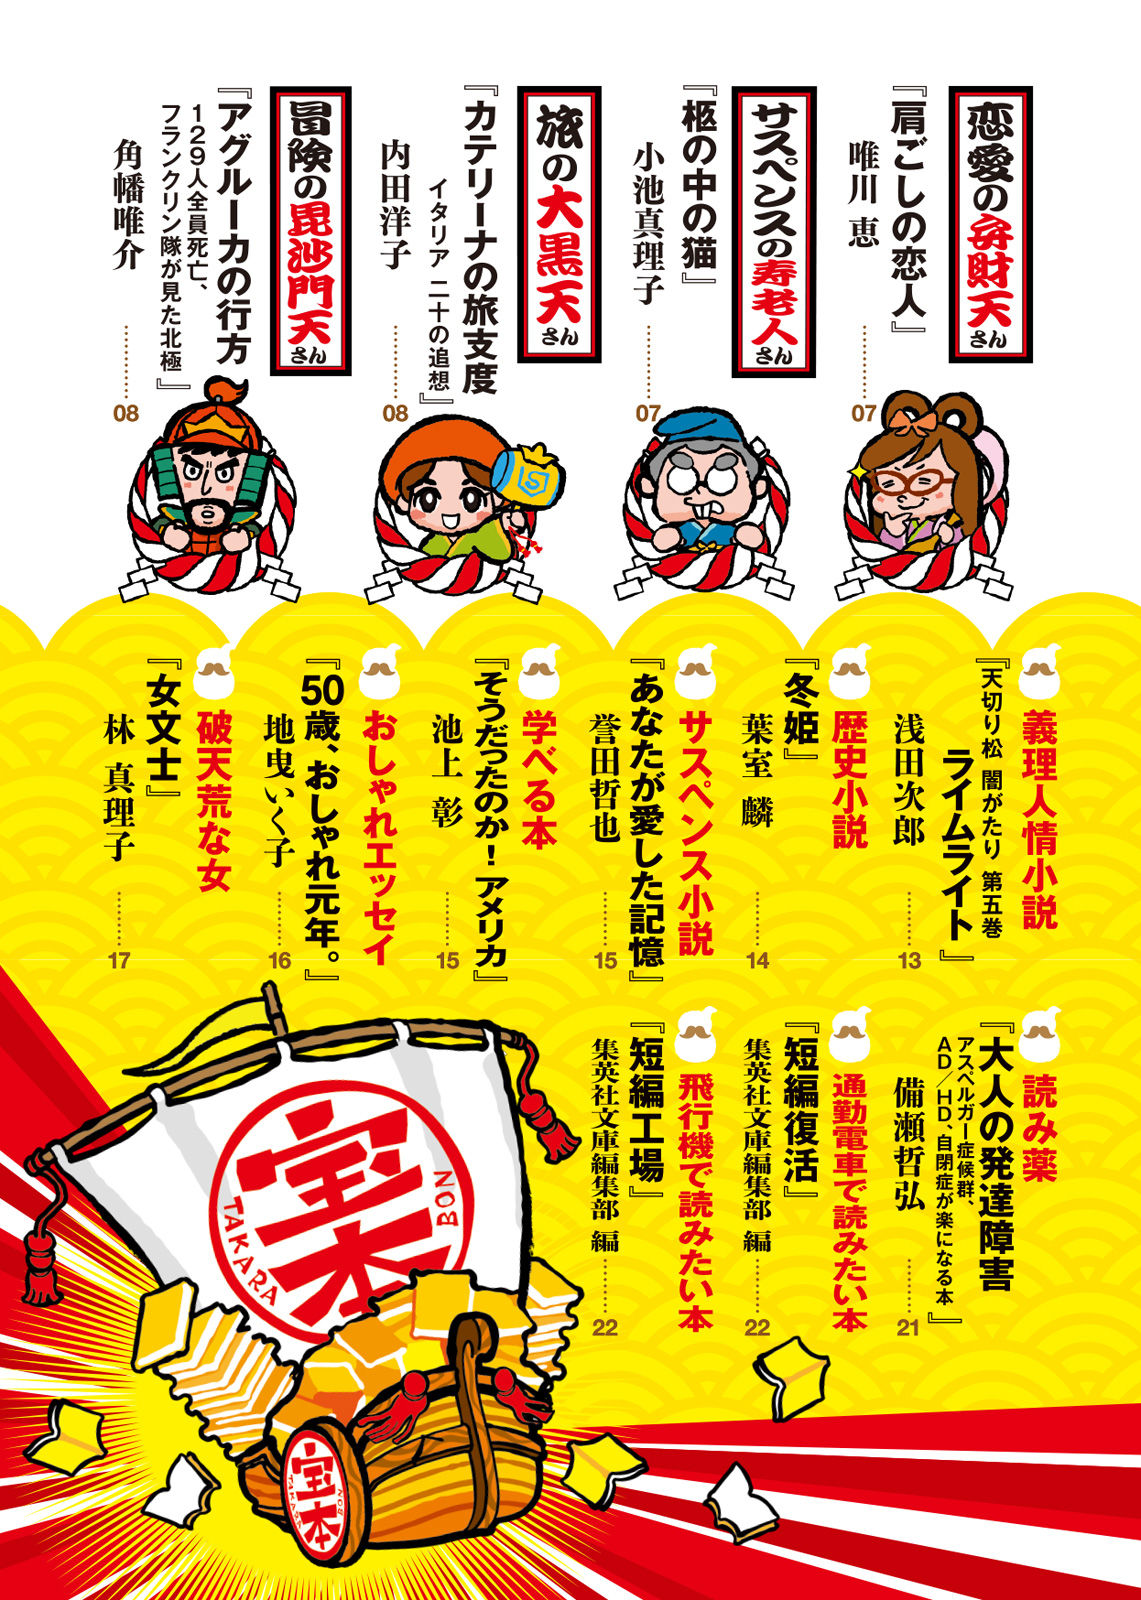 恋愛の弁財天さん
『肩ごしの恋人』
唯川 恵
07
サスペンスの寿老人さん
『柩の中の猫』
小池真理子
07
旅の大黒天さん
『カテリーナの旅支度
イタリア 二十の追想』
内田洋子
08
冒険の毘沙門天さん
『アグルーカの行方
129人全員死亡、
フランクリン隊が見た北極』
角幡唯介
08
S
義理人情小説
『天切り松 闇がたり 第五巻
ライムライト』
浅田次郎
13
歴史小説
『冬姫』
葉室 麟
14
サスペンス小説
『あなたが愛した記憶』
誉田哲也
15
学べる本
『そうだったのか！アメリカ』
池上 彰
15
おしゃれエッセイ
『50歳、おしゃれ元年。』
地曳いく子
16
破天荒な女
『女文士』
林 真理子
17
読み薬
『大人の発達障害
アスペルガー症候群、
AD/HD、自閉症が楽になる本』
備瀬哲弘
21
通勤電車で読みたい本
『短編復活』
集英社文庫編集部 編
22
飛行機で読みたい本
『短編工場』
集英社文庫編集部 編
22
宝本
TAKARA
BON
宝本
TAKARA
BON